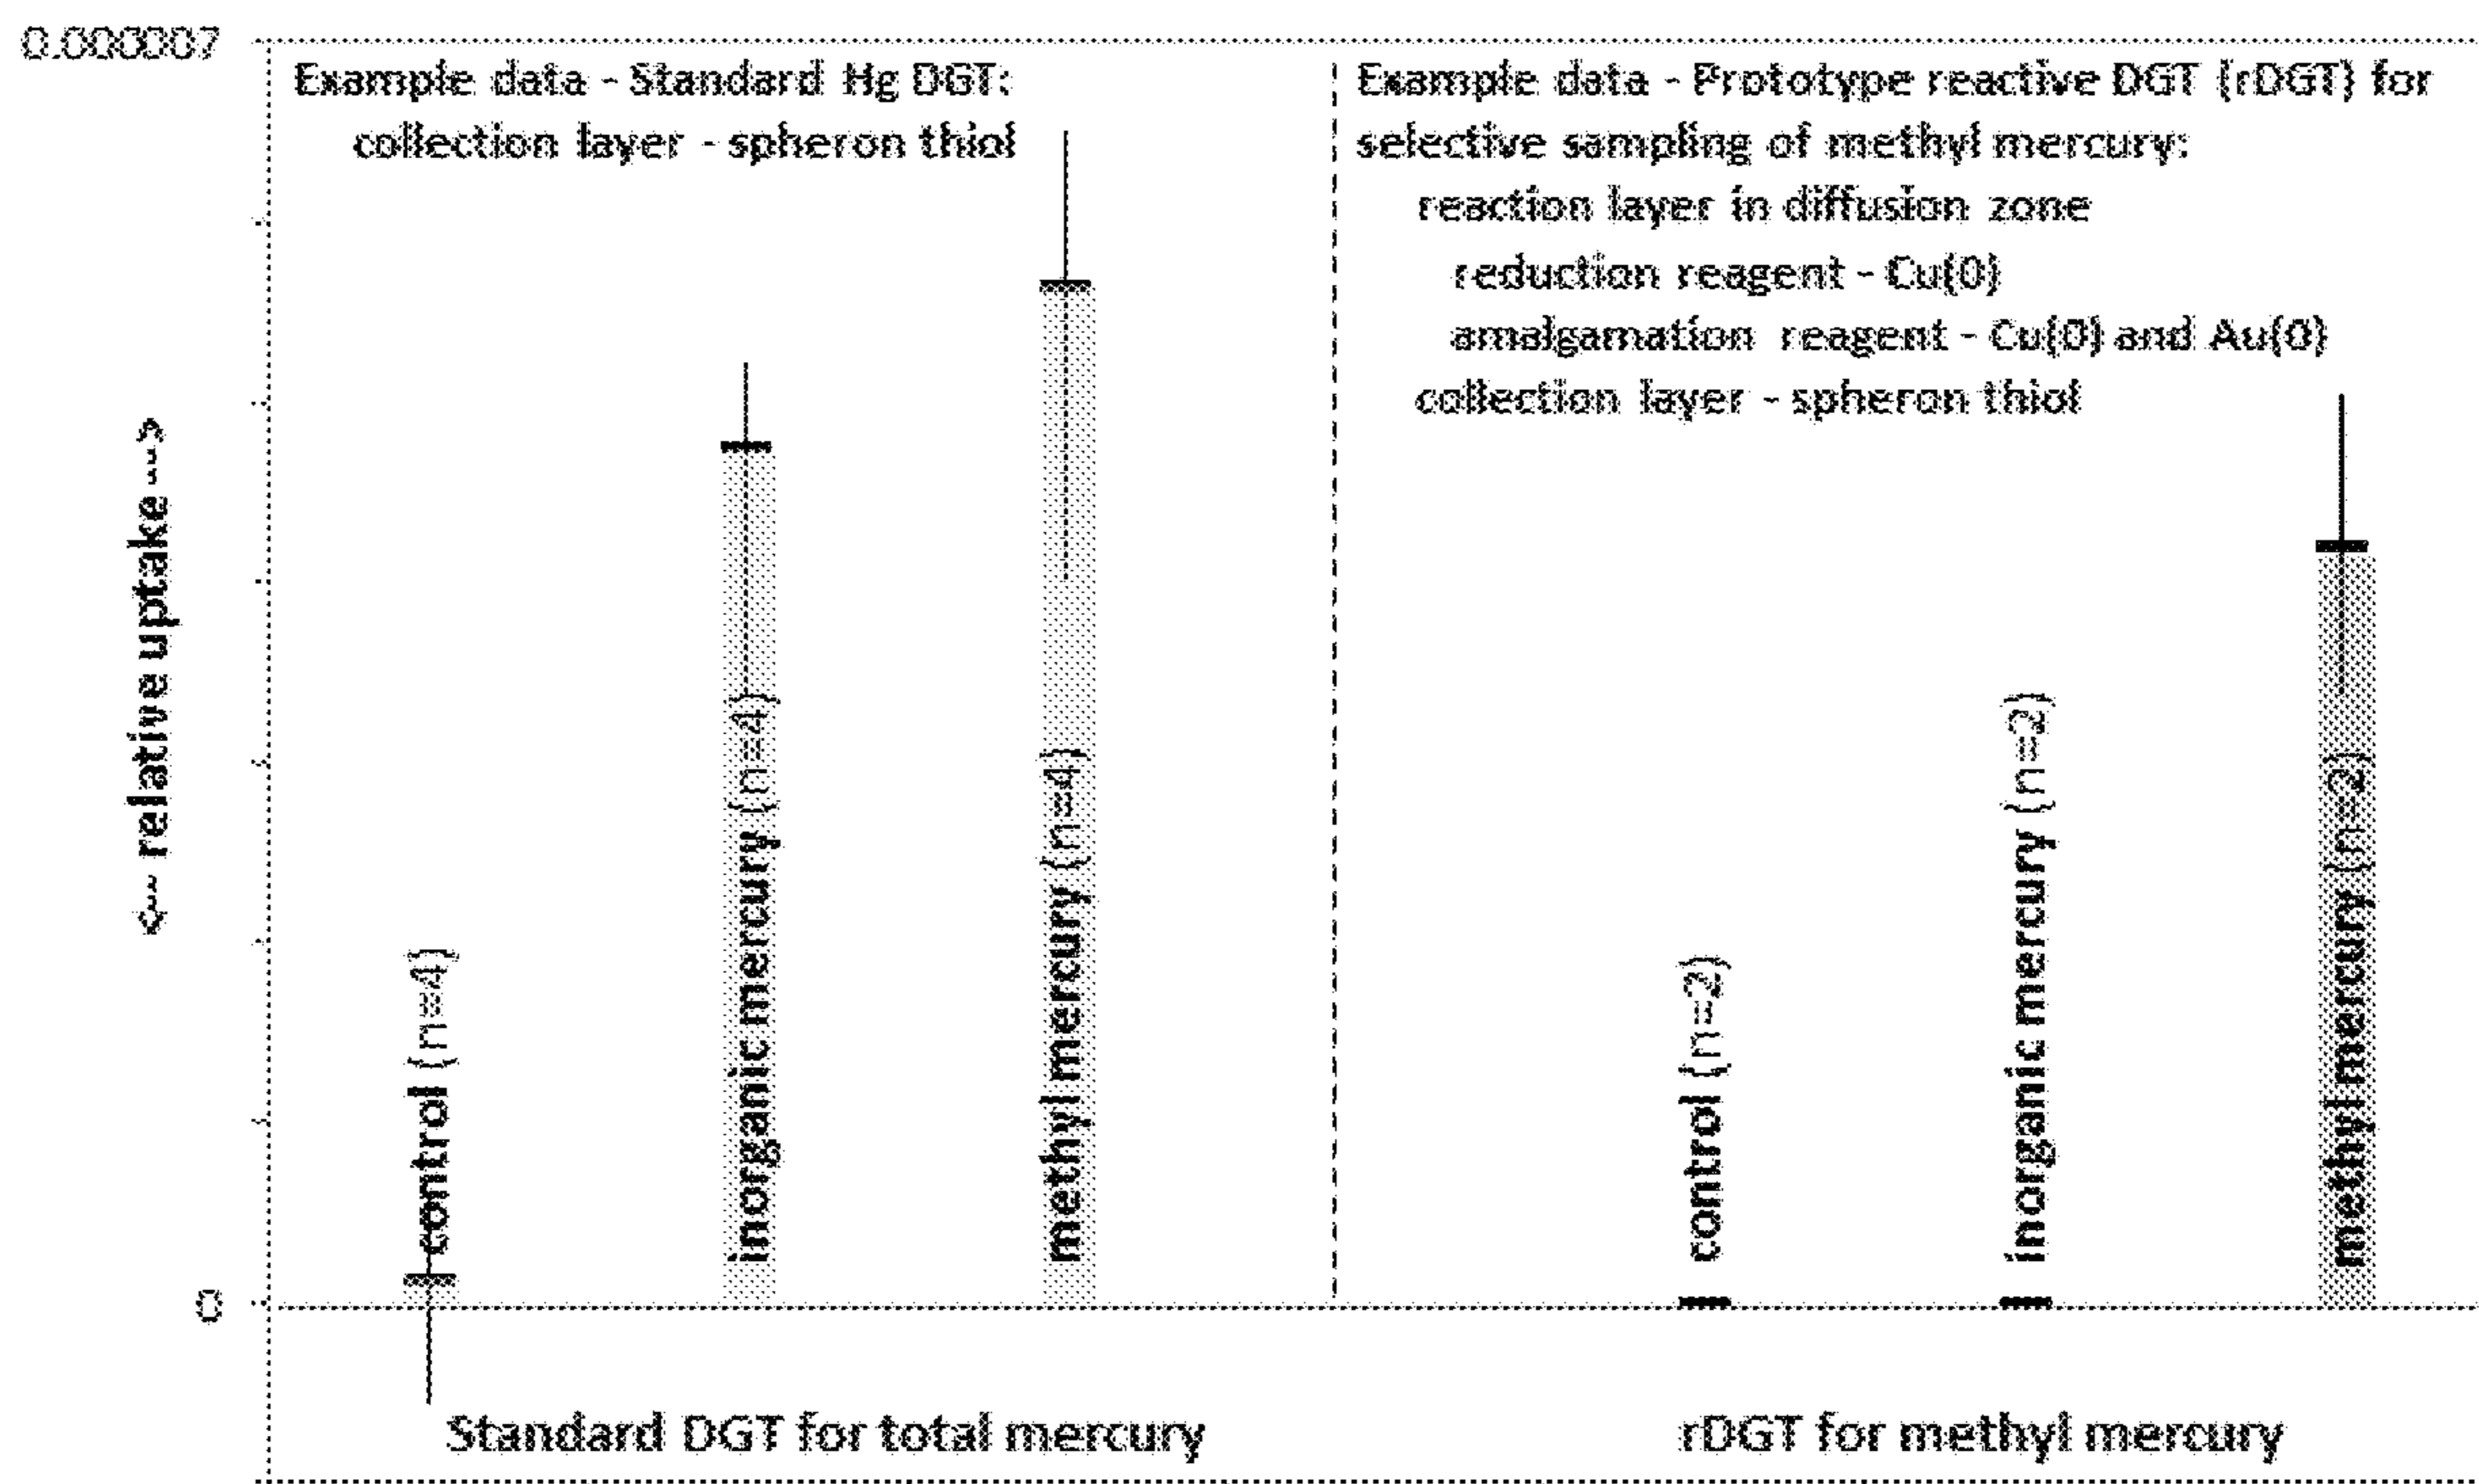 0.000007
Example data - Standard Hg DGT:
collection layer - spheron thiol
Example data - Prototype reactive DGT (rDGT) for
selective sampling of methyl mercury:
reaction layer in diffusion zone
reduction reagent - Cu(0)
amalgamation reagent - Cu(0) and Au(0)
collection layer - spheron thiol
<--- relative uptake --->
control (n=4)
inorganic mercury (n=4)
methyl mercury (n=4)
control (n=2)
inorganic mercury (n=2)
methyl mercury (n=2)
0
Standard DGT for total mercury
rDGT for methyl mercury